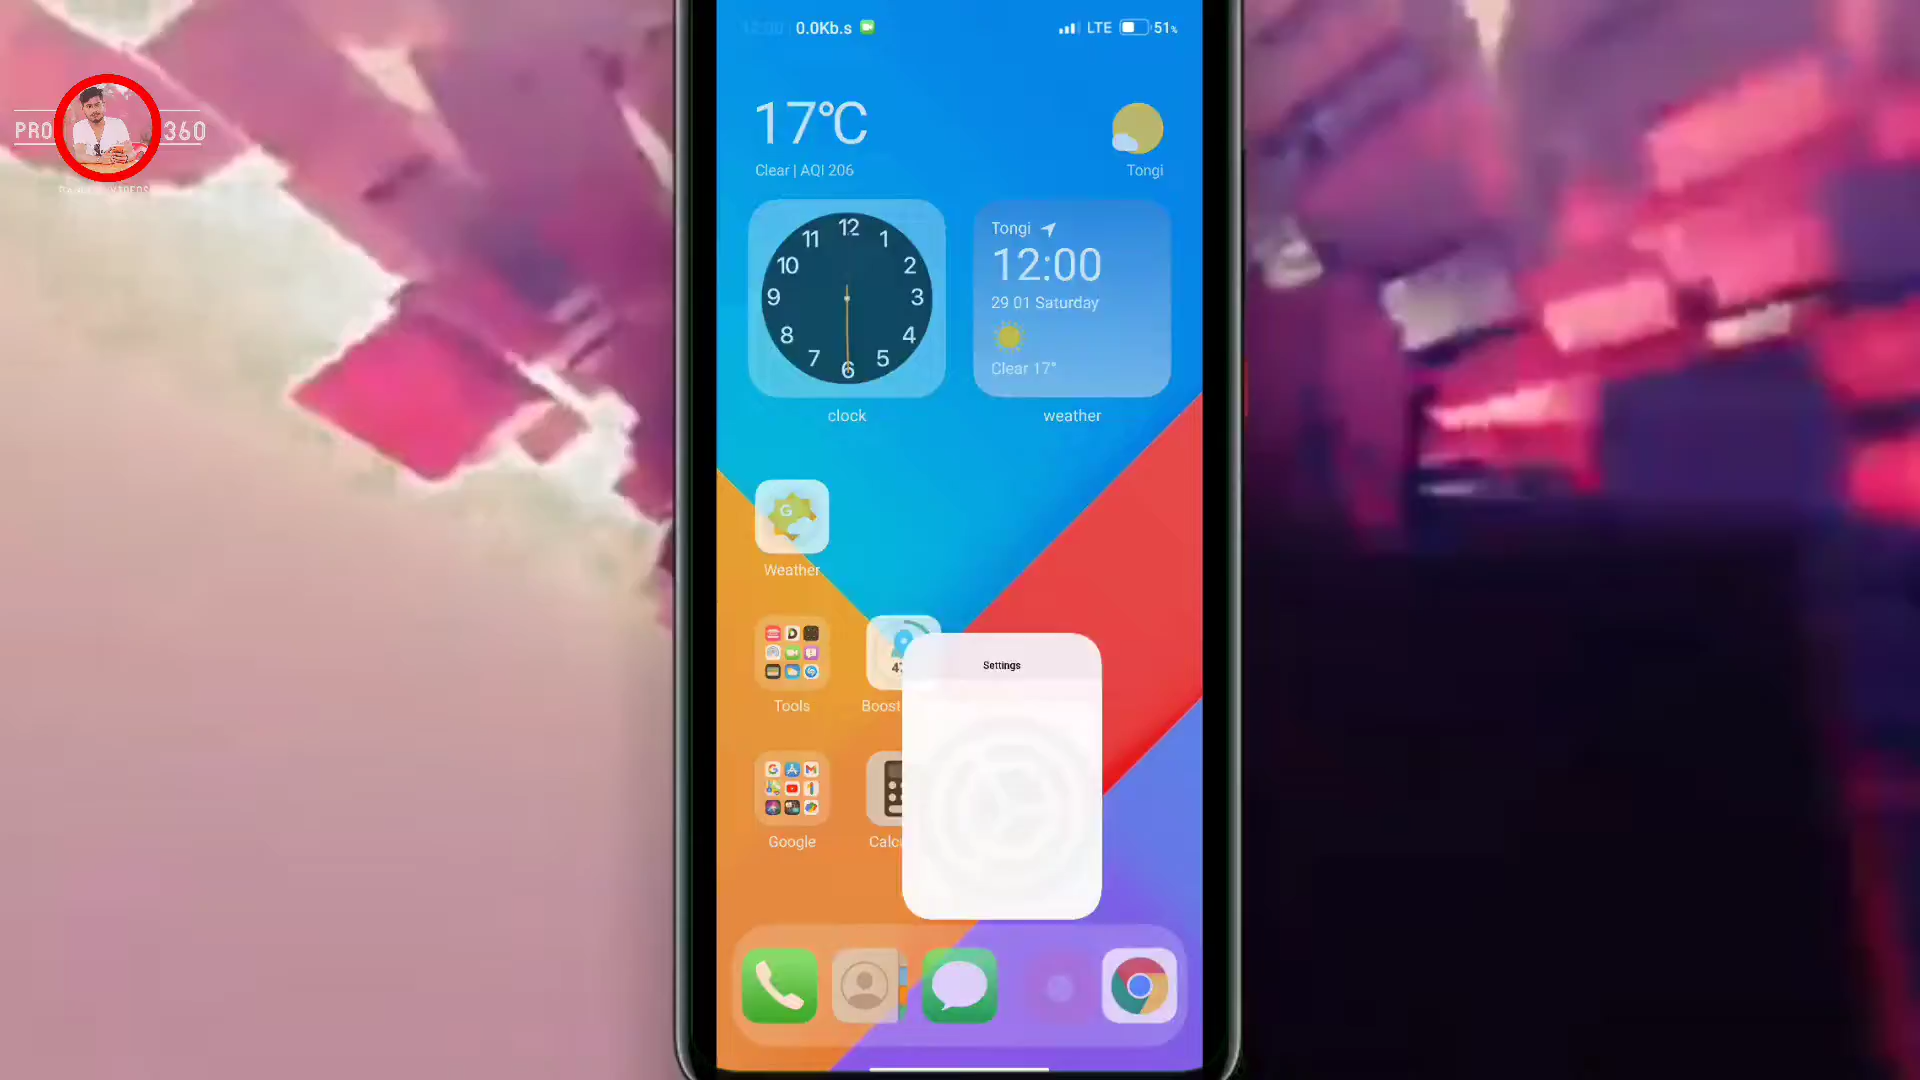 12:00 0.0Kb.s LTE 51%
PRO 360
17°C
Clear | AQI 206
Tongi
12
11 1
10 2
9 3
8 4
7 5
6
Tongi
12:00
29 01 Saturday
Clear 17°
clock
weather
G
Weather
Settings
Tools
Boost
Google
Calc